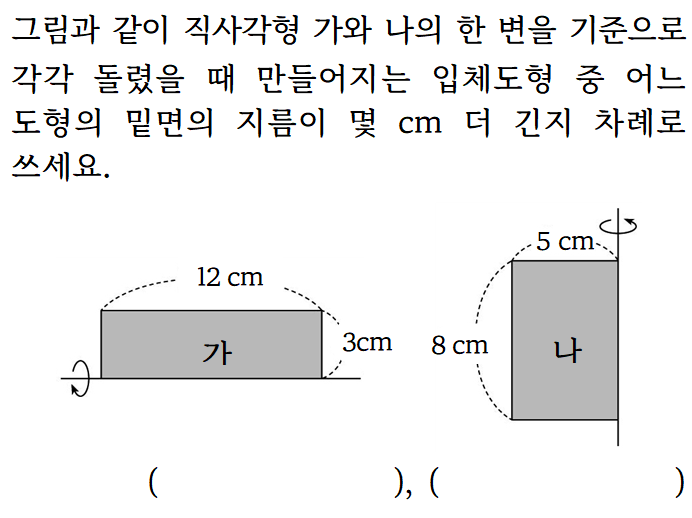 그림과 같이 직사각형 가와 나의 한 변을 기준으로
각각 돌렸을 때 만들어지는 입체도형 중 어느
도형의 밑면의 지름이 몇 cm 더 긴지 차례로
쓰세요.
12 cm
가
3cm
5 cm
8 cm
나
( ), ( )